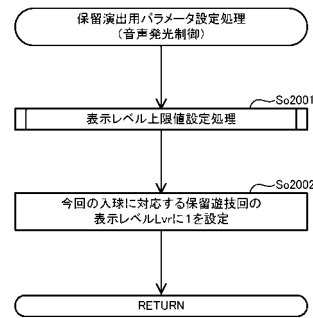 保留演出用パラメータ設定処理
（音声発光制御）
So2001
表示レベル上限値設定処理
So2002
今回の入球に対応する保留遊技回の
表示レベルLvrに1を設定
RETURN